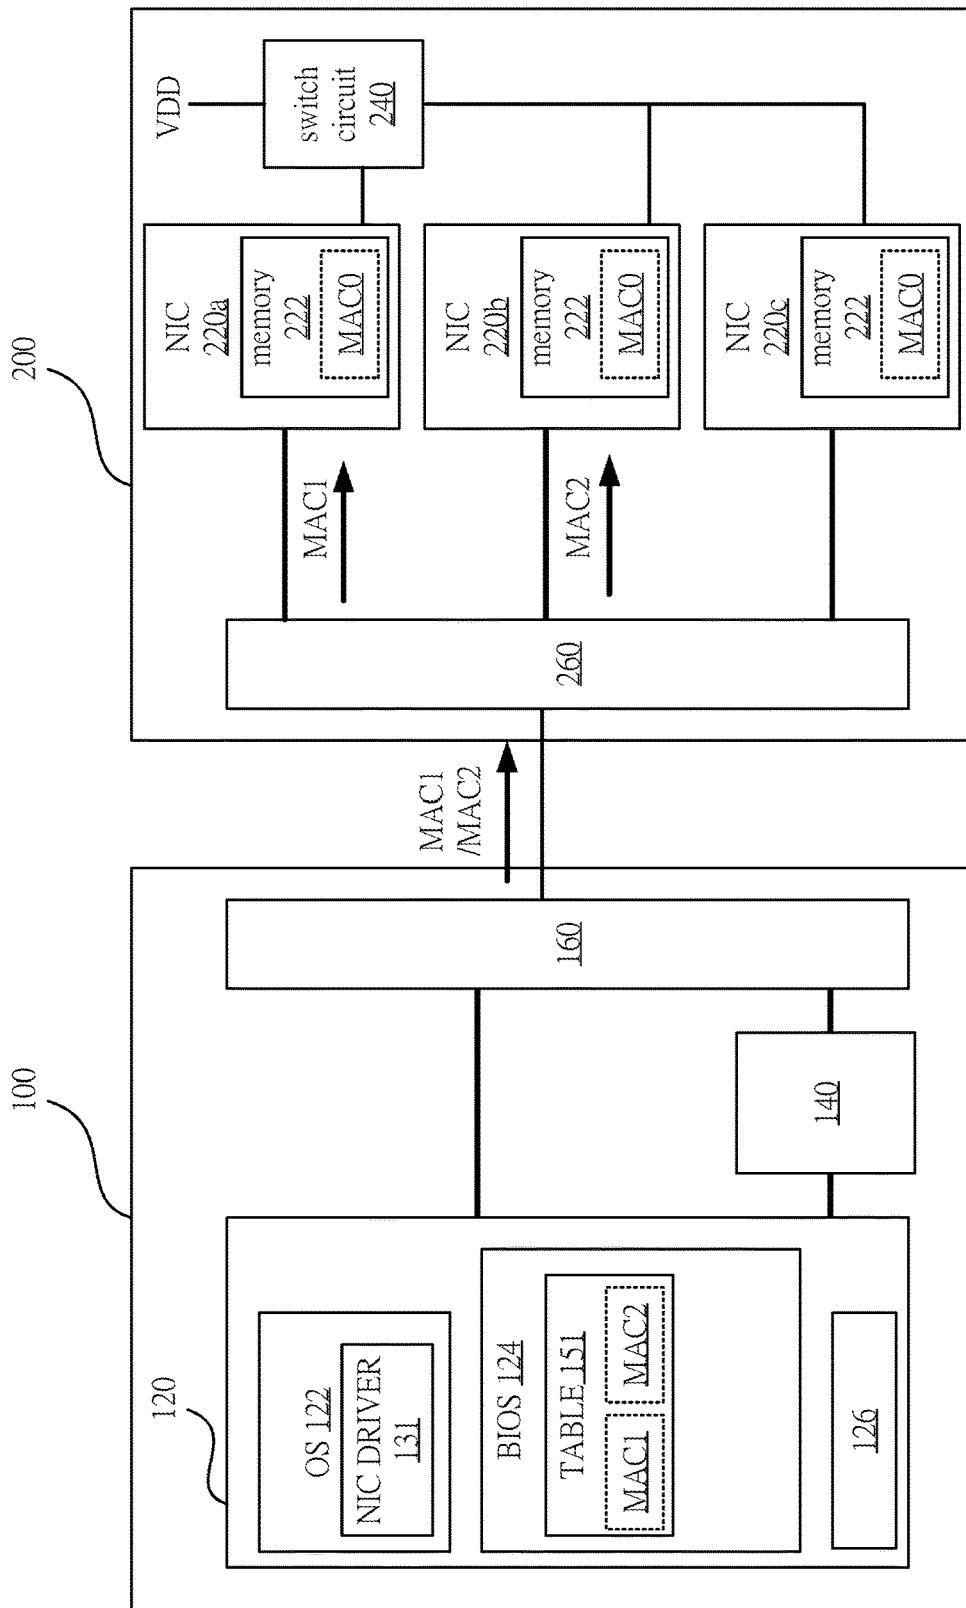 100
120
OS 122
NIC DRIVER
131
BIOS 124
TABLE 151
MAC1
MAC2
126
140
160
MAC1
/MAC2
200
260
MAC1
MAC2
NIC
220a
memory
222
MAC0
NIC
220b
memory
222
MAC0
NIC
220c
memory
222
MAC0
VDD
switch
circuit
240